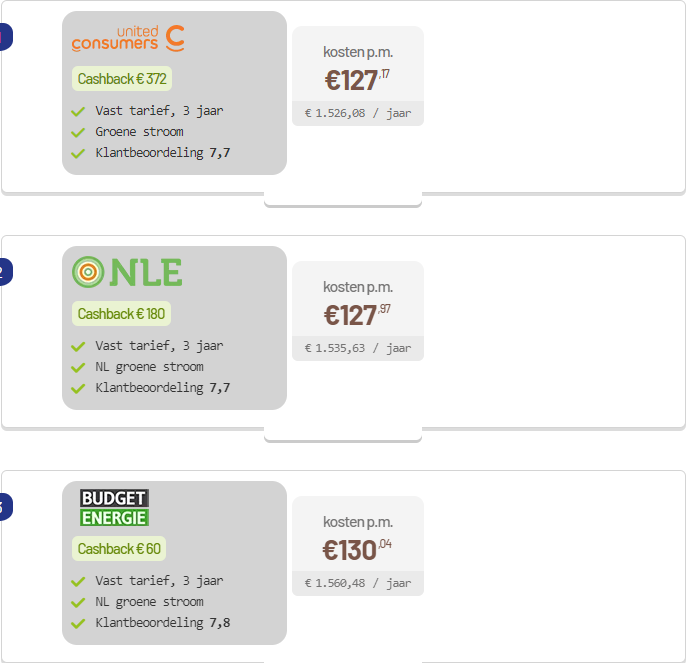 united
consumers
Cashback € 372
Vast tarief, 3 jaar
Groene stroom
Klantbeoordeling 7,7
kosten p.m.
€127,17
€ 1.526,08 / jaar
2
NLE
Cashback € 180
Vast tarief, 3 jaar
NL groene stroom
Klantbeoordeling 7,7
kosten p.m.
€127,97
€ 1.535,63 / jaar
3
BUDGET
ENERGIE
Cashback € 60
Vast tarief, 3 jaar
NL groene stroom
Klantbeoordeling 7,8
kosten p.m.
€130,04
€ 1.560,48 / jaar